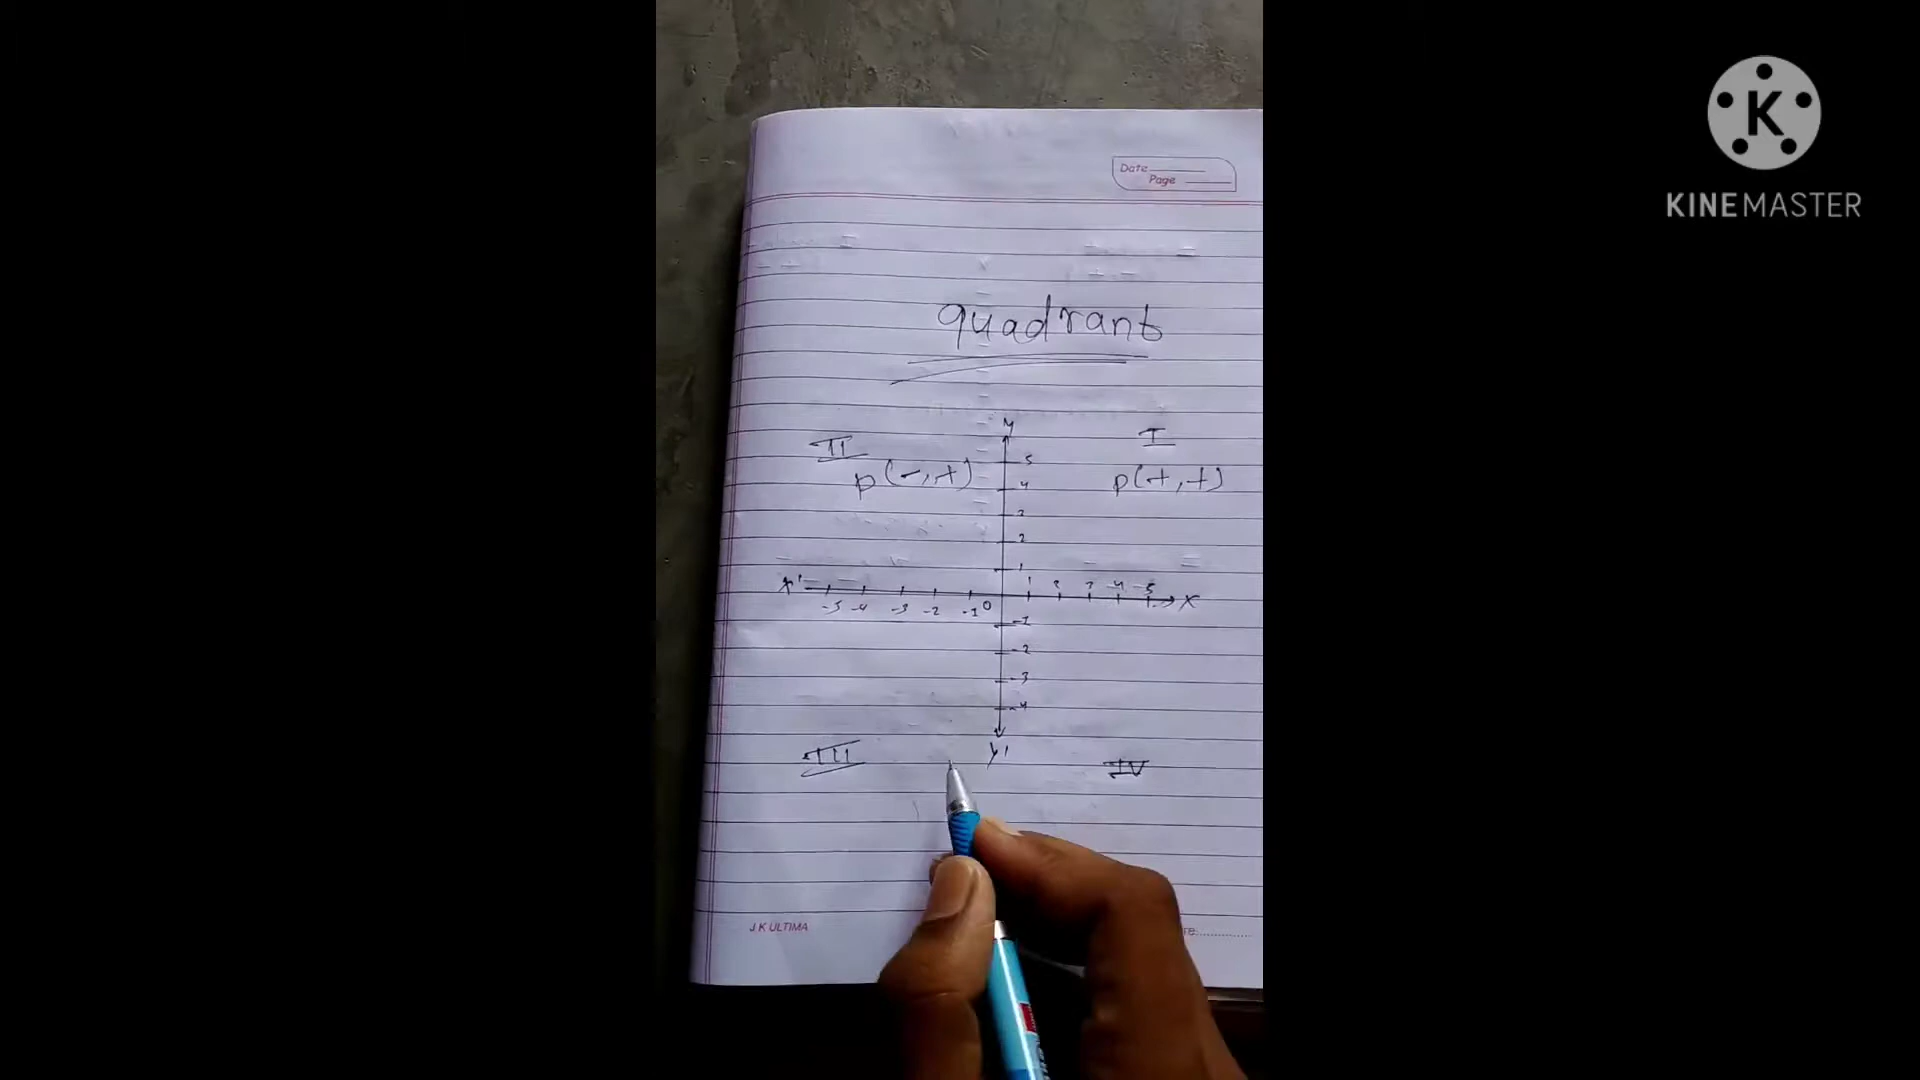 KINEMASTER
Date
Page
quadrant
y
II I
P(-,+) P(+,+)
5
4
3
2
1
X' 1 2 3 4 5 X
-5 -4 -3 -2 -1 0
-1
-2
-3
-4
III y' IV
J K ULTIMA